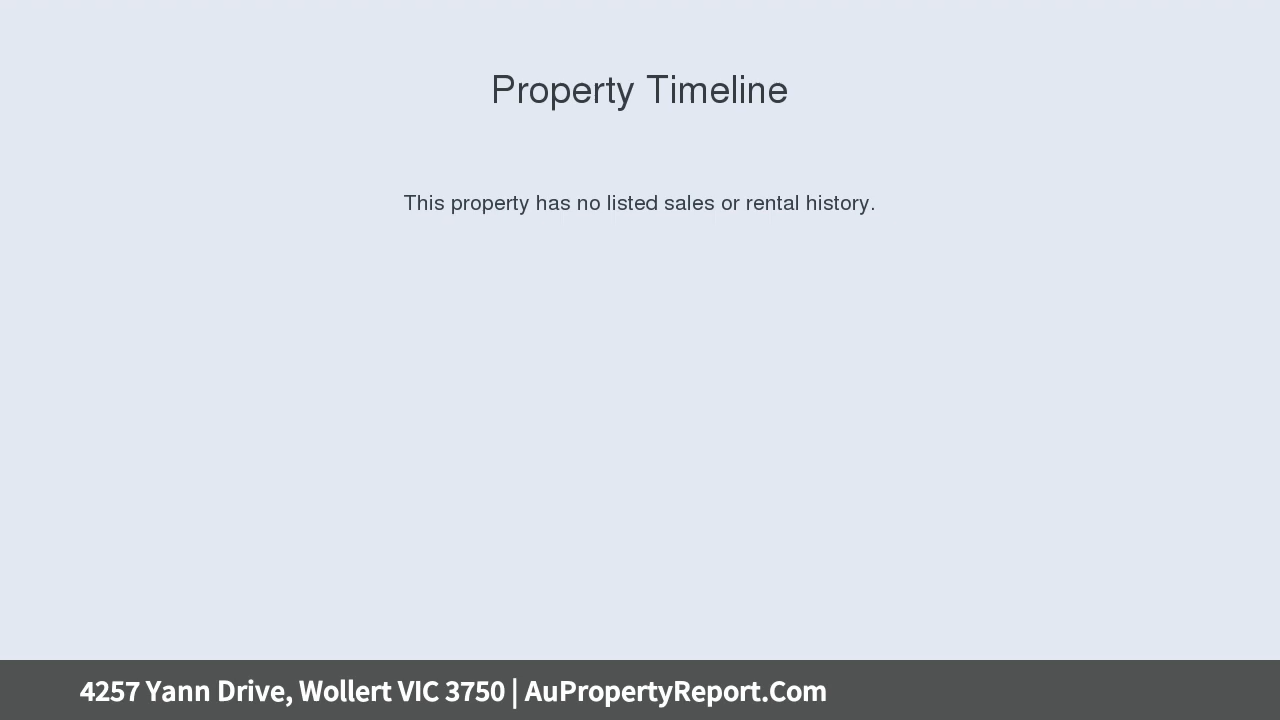 Property Timeline
This property has no listed sales or rental history.
4257 Yann Drive, Wollert VIC 3750 | AuPropertyReport.Com